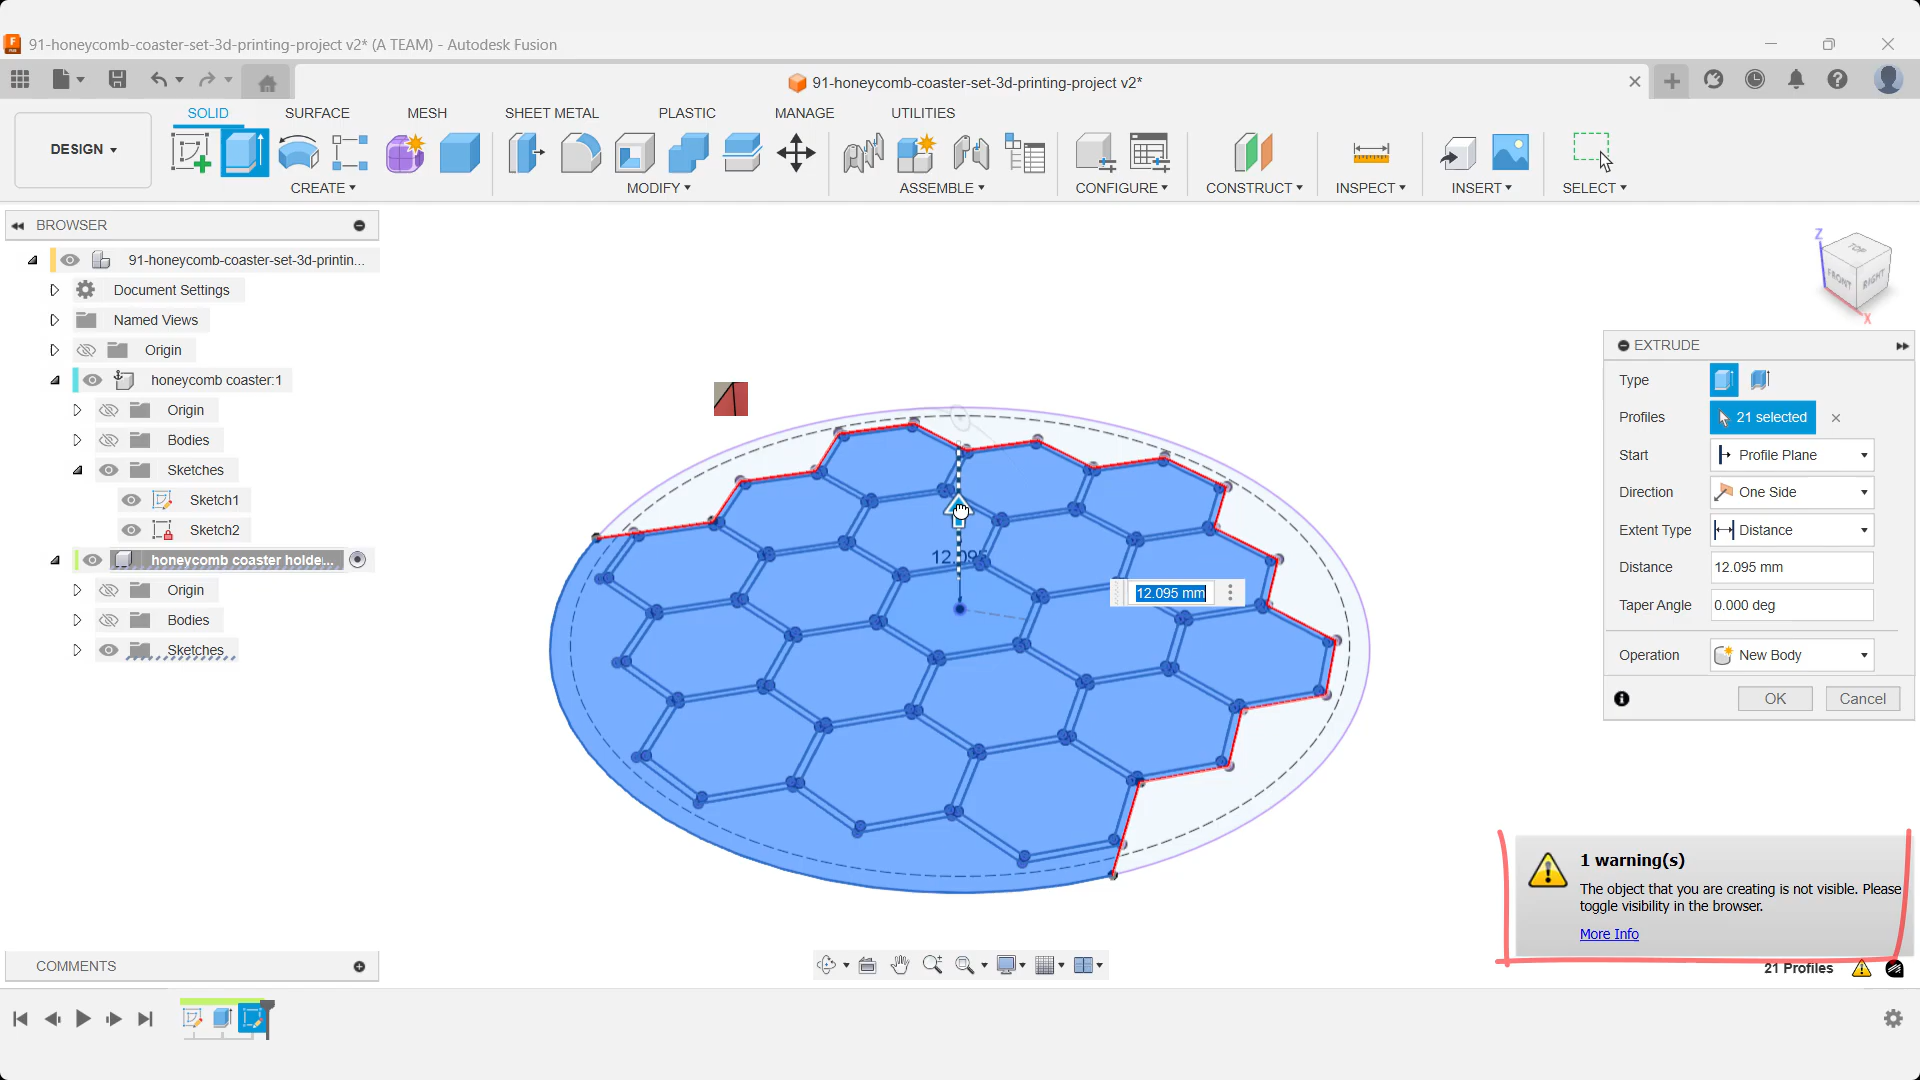 91-honeycomb-coaster-set-3d-printing-project v2* (A TEAM) - Autodesk Fusion
91-honeycomb-coaster-set-3d-printing-project v2*
SOLID SURFACE MESH SHEET METAL PLASTIC MANAGE UTILITIES
DESIGN
CREATE MODIFY ASSEMBLE CONFIGURE CONSTRUCT INSPECT INSERT SELECT
BROWSER
91-honeycomb-coaster-set-3d-printin...
Document Settings
Named Views
Origin
honeycomb coaster:1
Origin
Bodies
Sketches
Sketch1
Sketch2
honeycomb coaster holde...
Origin
Bodies
Sketches
Z
TOP
FRONT
RIGHT
X
12.095
12.095 mm
EXTRUDE
Type
Profiles 21 selected
Start Profile Plane
Direction One Side
Extent Type Distance
Distance 12.095 mm
Taper Angle 0.000 deg
Operation New Body
OK Cancel
1 warning(s)
The object that you are creating is not visible. Please
toggle visibility in the browser.
More Info
21 Profiles
COMMENTS